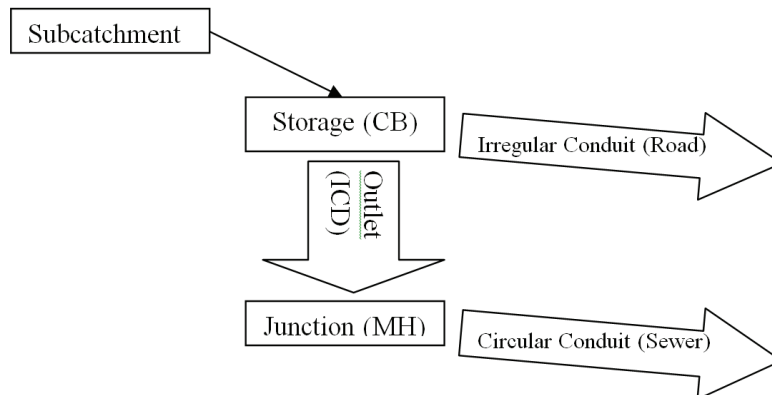 Subcatchment
Storage (CB)
Irregular Conduit (Road)
Outlet
(ICD)
Junction (MH)
Circular Conduit (Sewer)